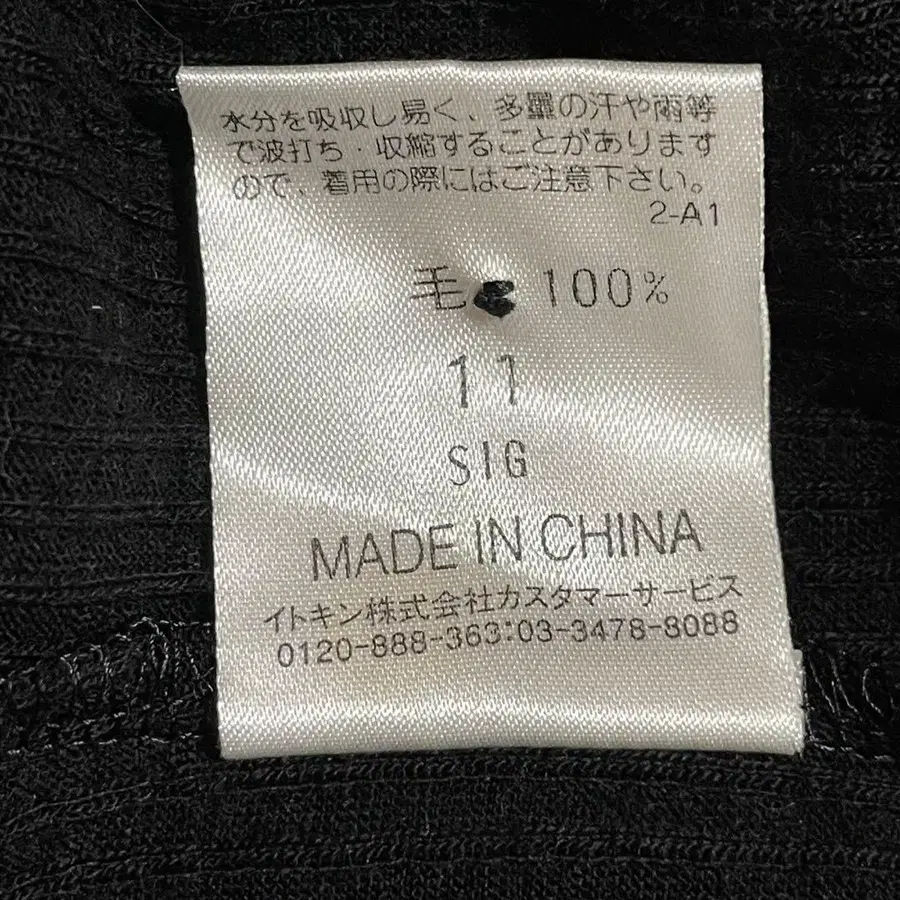 水分を吸収し易く、多量の汗や雨等
で波打ち・収縮することがあります
ので、着用の際にはご注意下さい。
2-A1
毛 100%
11
SIG
MADE IN CHINA
イトキン株式会社カスタマーサービス
0120-888-363:03-3478-8088